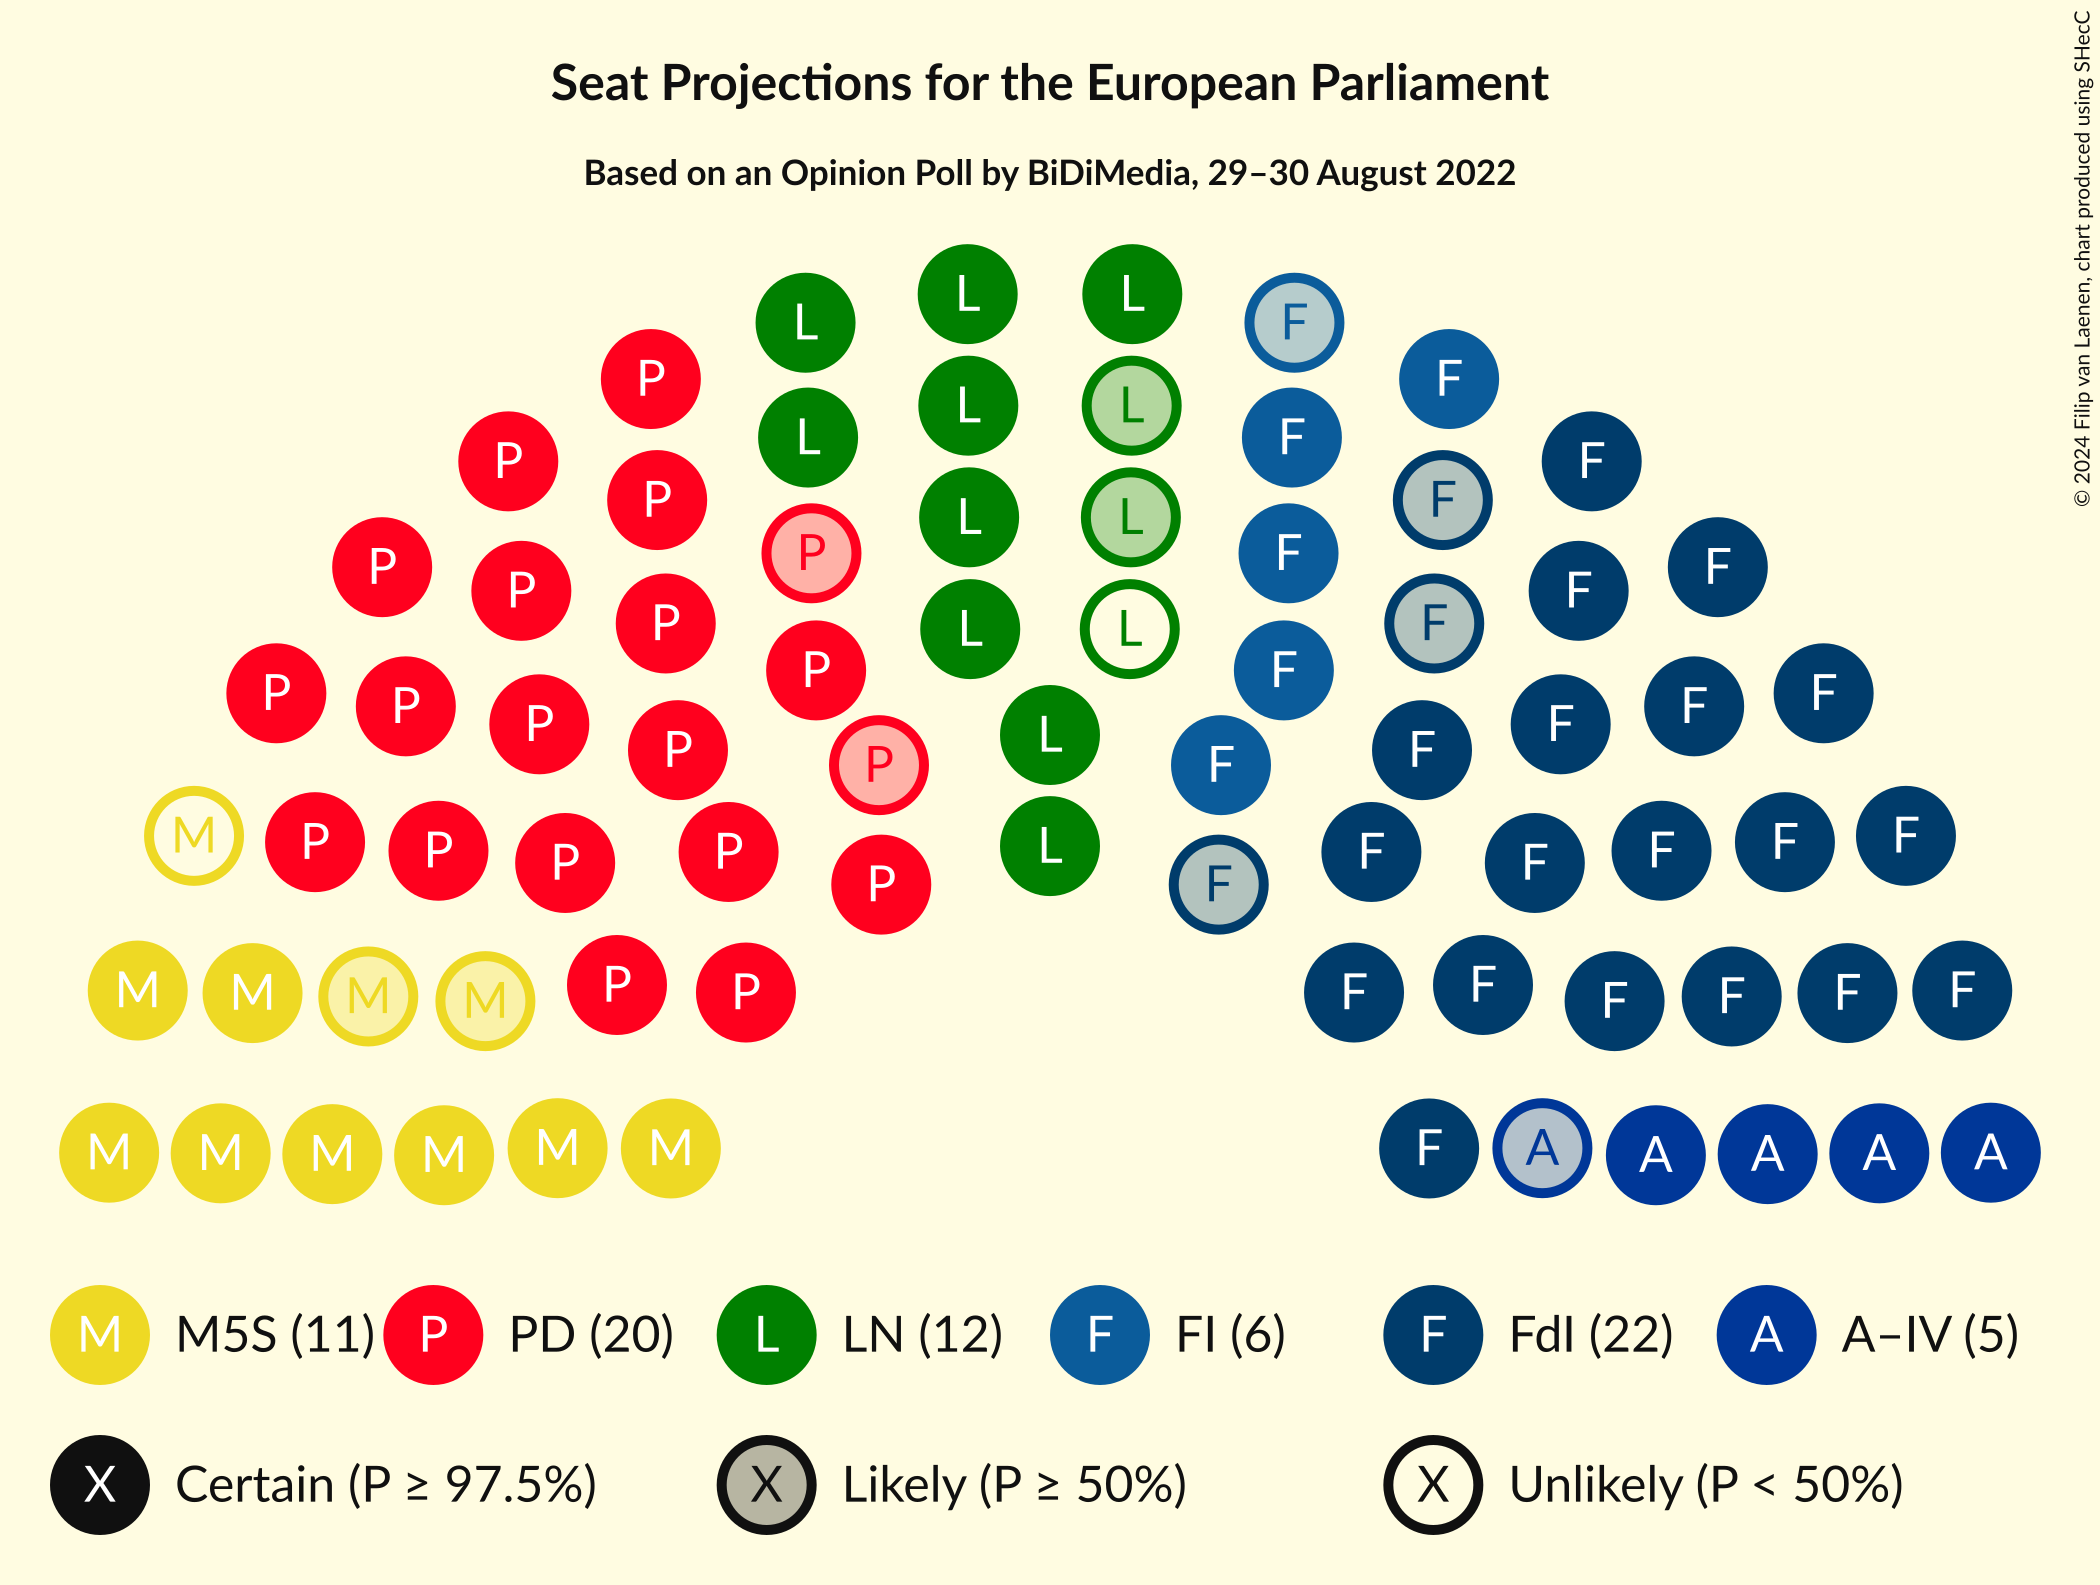 Seat Projections for the European Parliament
Based on an Opinion Poll by BiDiMedia, 29–30 August 2022
© 2024 Filip van Laenen, chart produced using SHecC
L L
L F
P F
L L
L F
P F
P F
L L
P F
P F
P F
P L F
P F
P F
P F
P P F F
P P F F
P F
L
P F
M P F F
P F
L
P P F F
P F
P F
M M M M P P F F F F F F
M M M M M M F A A A A A
M M5S (11) P PD (20) L LN (12) F FI (6) F FdI (22) A A–IV (5)
X Certain (P ≥ 97.5%) X Likely (P ≥ 50%) X Unlikely (P < 50%)